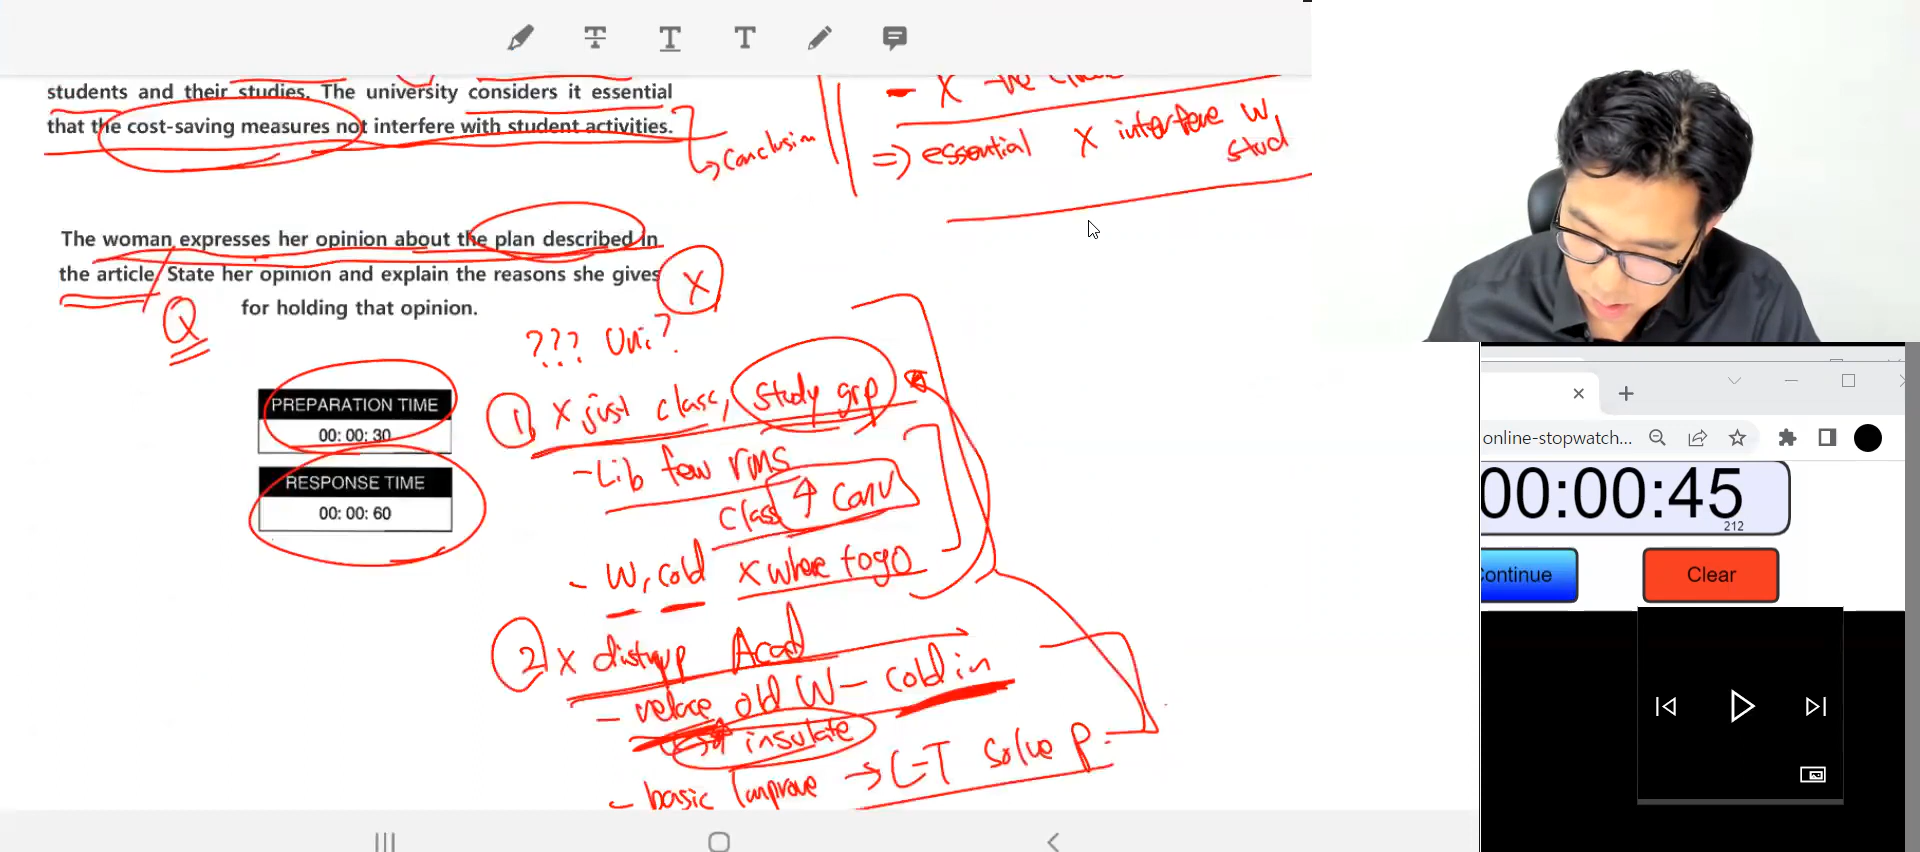 students and their studies. The university considers it essential
that the cost-saving measures not interfere with student activities.
Conclusion
- X the
=> essential X interfere w,
stud
The woman expresses her opinion about the plan described in
the article. State her opinion and explain the reasons she gives
for holding that opinion.
X
Q
??? Uni?
PREPARATION TIME
00: 00: 30
RESPONSE TIME
00: 00: 60
1 X just class, study grp
- Lib few rms
class ↑ conv
- W, cold X where to go
2 X disrupp Acad
- old W - cold in
insulate
- basic Improve → L-T solve p
online-stopwatch...
00:00:45
212
ontinue
Clear